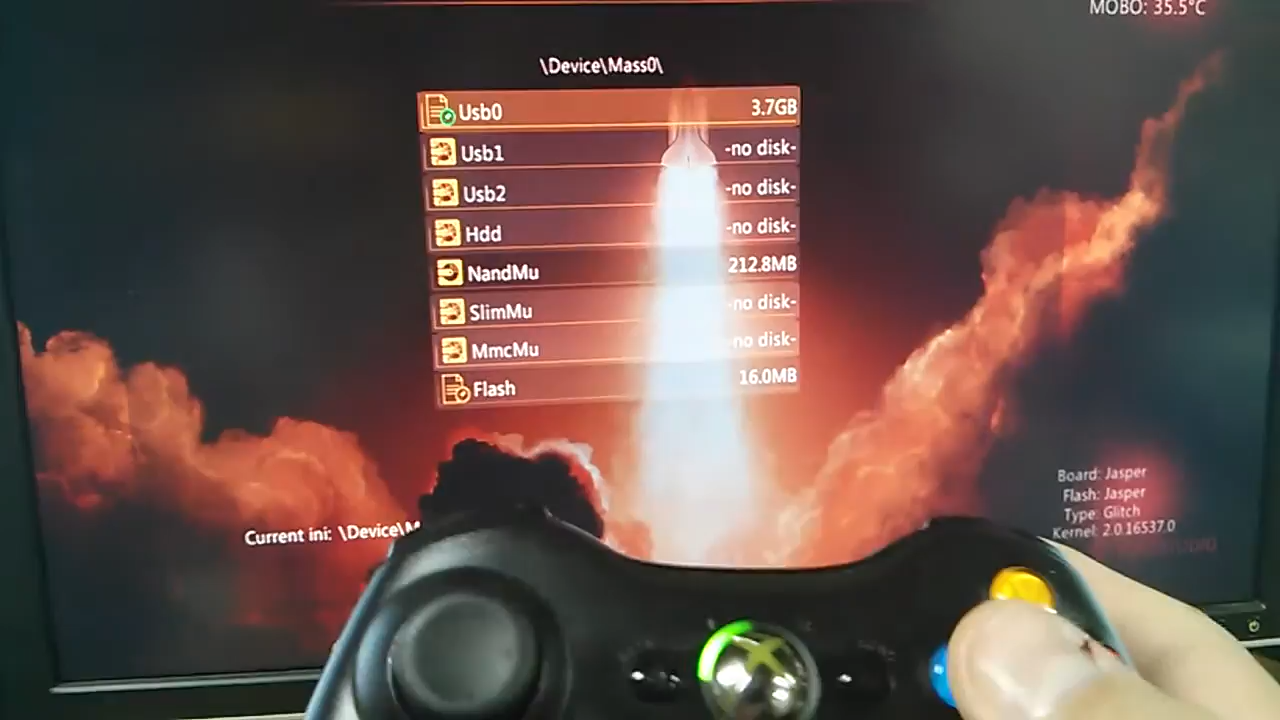 MOBO: 35.5°C
\Device\Mass0\
Usb0 3.7GB
Usb1 -no disk-
Usb2 -no disk-
Hdd -no disk-
NandMu 212.8MB
SlimMu -no disk-
MmcMu -no disk-
Flash 16.0MB
Board: Jasper
Flash: Jasper
Type: Glitch
Kernel: 2.0.16537.0
Current ini: \Device\M